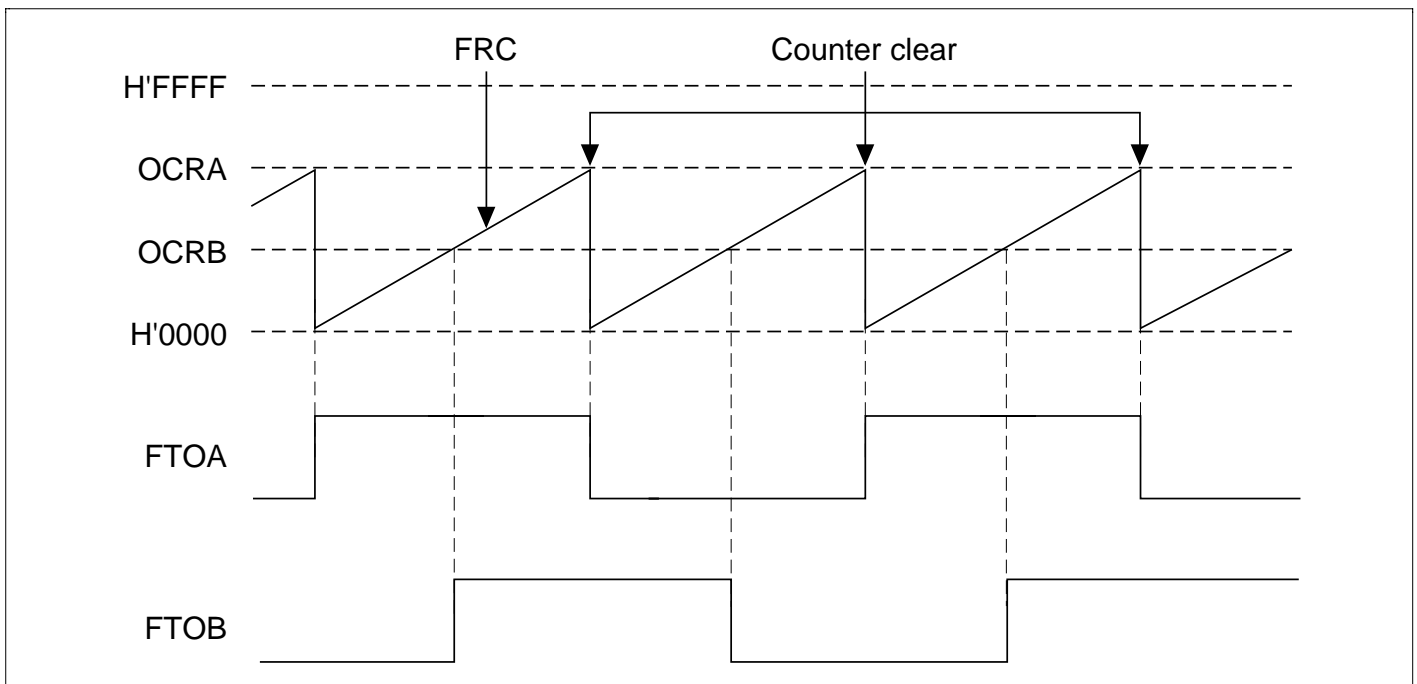 FRC
Counter clear
H'FFFF
OCRA
OCRB
H'0000
FTOA
FTOB